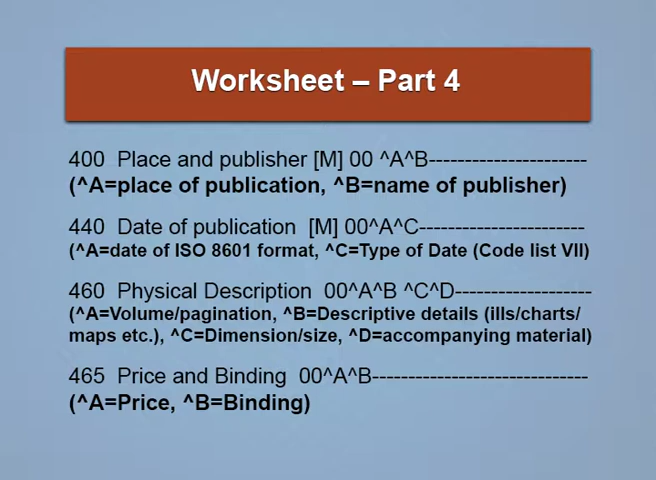 Worksheet – Part 4
400 Place and publisher [M] 00 ^A^B----------------------
(^A=place of publication, ^B=name of publisher)
440 Date of publication [M] 00^A^C-----------------------
(^A=date of ISO 8601 format, ^C=Type of Date (Code list VII)
460 Physical Description 00^A^B ^C^D-------------------
(^A=Volume/pagination, ^B=Descriptive details (ills/charts/
maps etc.), ^C=Dimension/size, ^D=accompanying material)
465 Price and Binding 00^A^B------------------------------
(^A=Price, ^B=Binding)